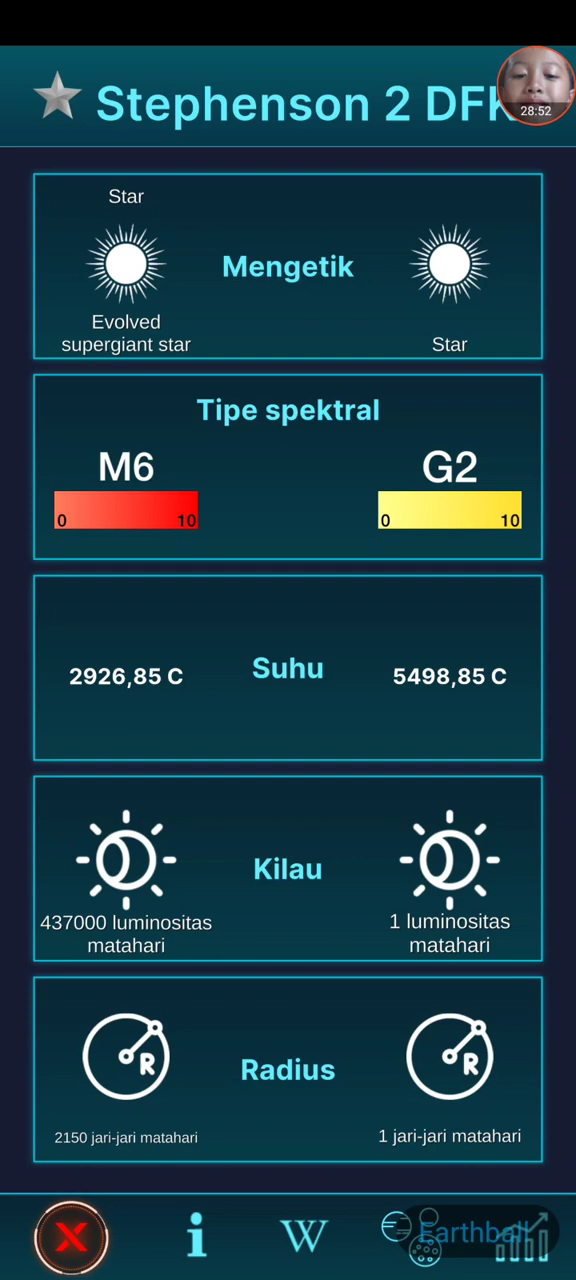 Stephenson 2 DFK
28:52
Star
Mengetik
Evolved
supergiant star
Star
Tipe spektral
M6
G2
0
10
0
10
2926,85 C
Suhu
5498,85 C
Kilau
437000 luminositas
matahari
1 luminositas
matahari
R
R
Radius
2150 jari-jari matahari
1 jari-jari matahari
X
i
W
Earthball